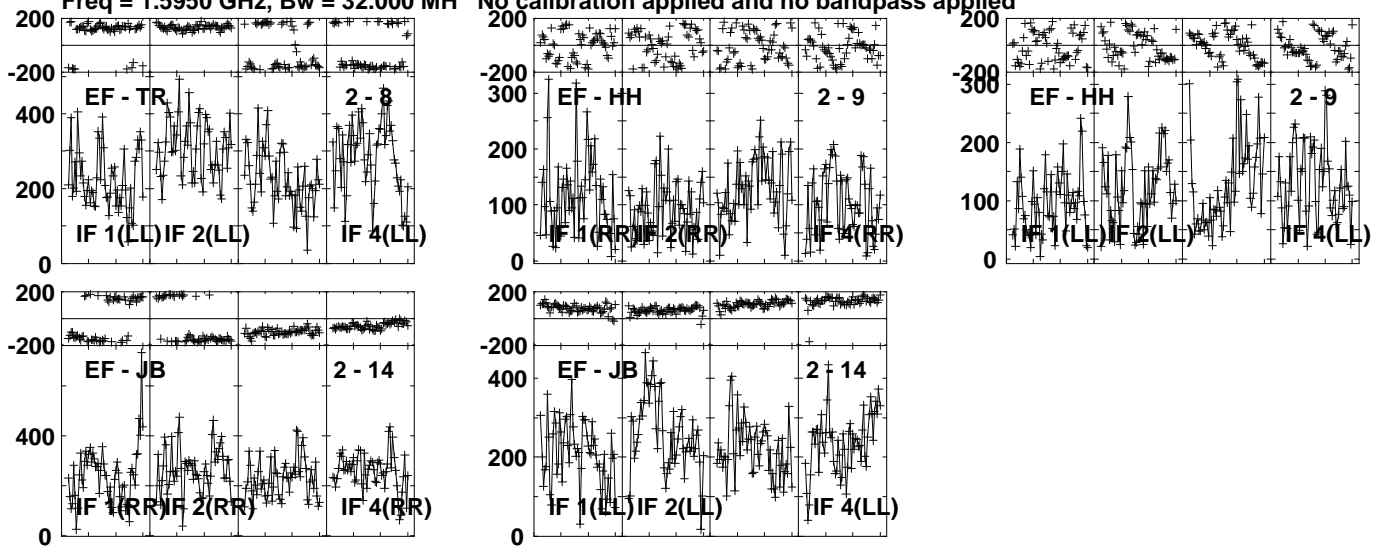 Freq = 1.5950 GHz, Bw = 32.000 MH No calibration applied and no bandpass applied
200
-200
EF - TR 2 - 8
400
200
IF 1(LL) IF 2(LL) IF 4(LL)
0
200
-200
300
EF - HH 2 - 9
200
100
IF 1(RR) IF 2(RR) IF 4(RR)
0
200
-200
300
EF - HH 2 - 9
200
100
IF 1(LL) IF 2(LL) IF 4(LL)
0
200
-200
EF - JB 2 - 14
400
200
IF 1(RR) IF 2(RR) IF 4(RR)
0
200
-200
EF - JB 2 - 14
400
200
IF 1(LL) IF 2(LL) IF 4(LL)
0